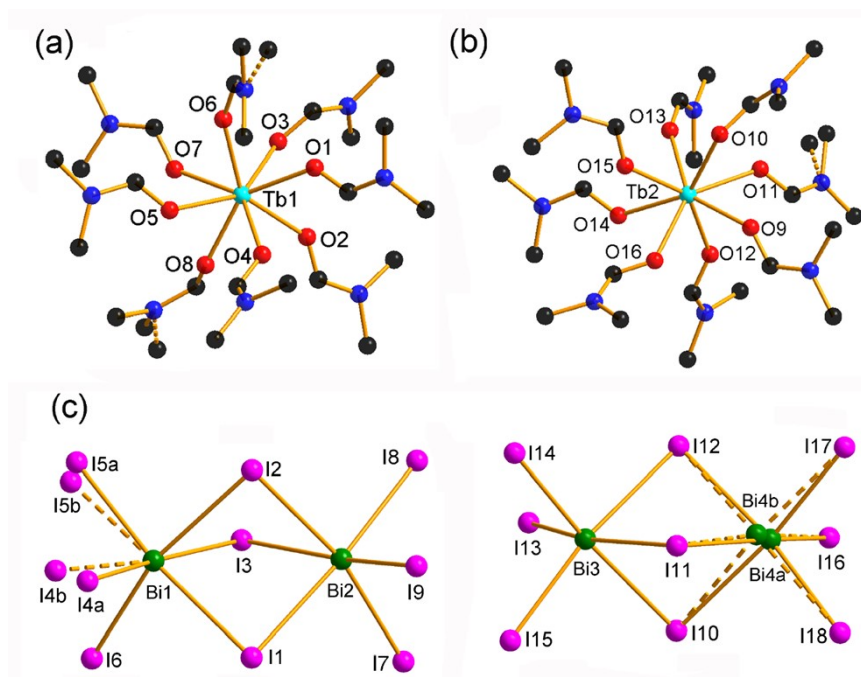 (a)
O6
O3
O7
O1
Tb1
O5
O2
O8
O4
(b)
O13
O10
O15
O11
Tb2
O14
O9
O16
O12
(c)
I5a
I5b
I2
I8
I4b
I4a
Bi1
I3
Bi2
I9
I6
I1
I7
I14
I12
I17
Bi4b
I13
I11
I16
Bi3
Bi4a
I15
I10
I18